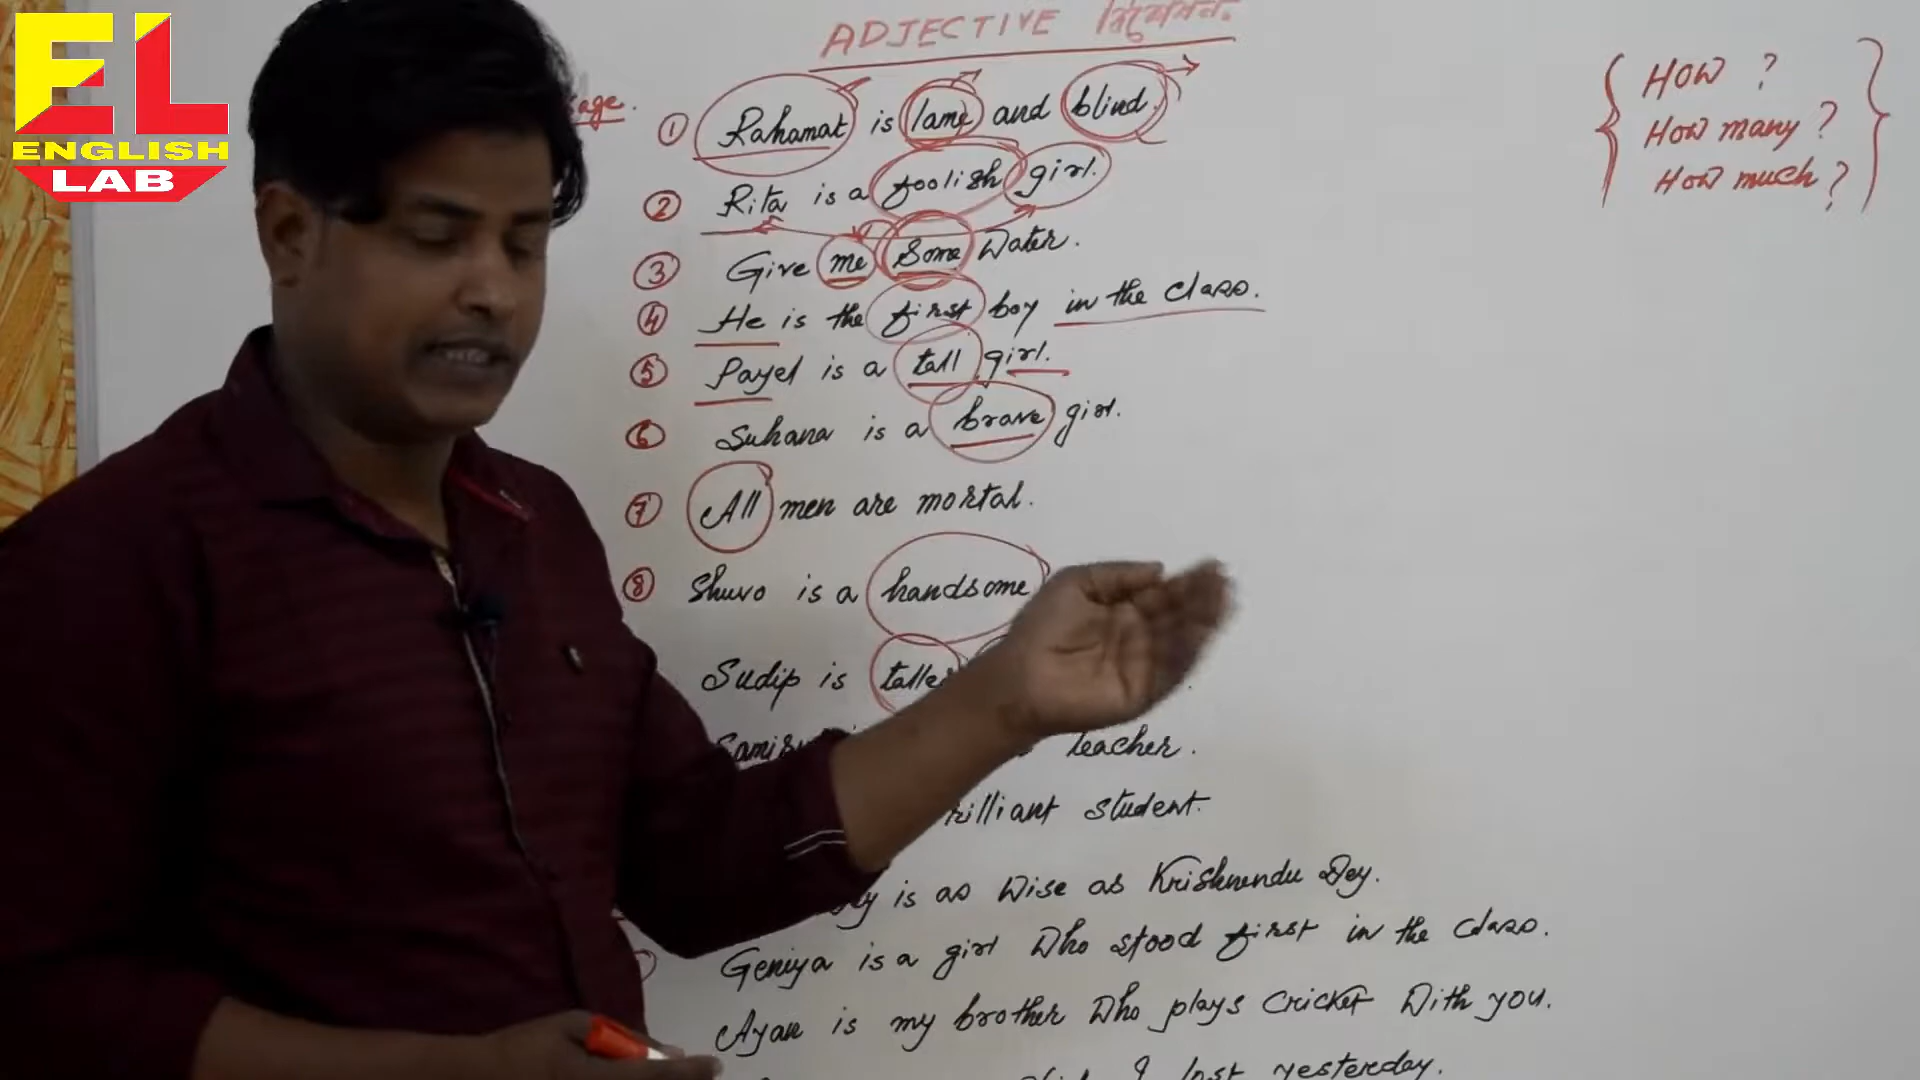 EL
ENGLISH
LAB
ADJECTIVE বিশেষণ.
① Rahamat is lame and blind.
② Rita is a foolish girl.
③ Give me some water.
④ He is the first boy in the class.
⑤ Payel is a tall girl.
⑥ Suhana is a brave girl.
⑦ All men are mortal.
⑧ Shuvo is a handsome
Sudip is taller
teacher.
student.
is as wise as Krishnendu Dey.
Geniya is a girl who stood first in the class.
Ayan is my brother who plays cricket with you.
I lost yesterday.
How ?
How many ?
How much ?